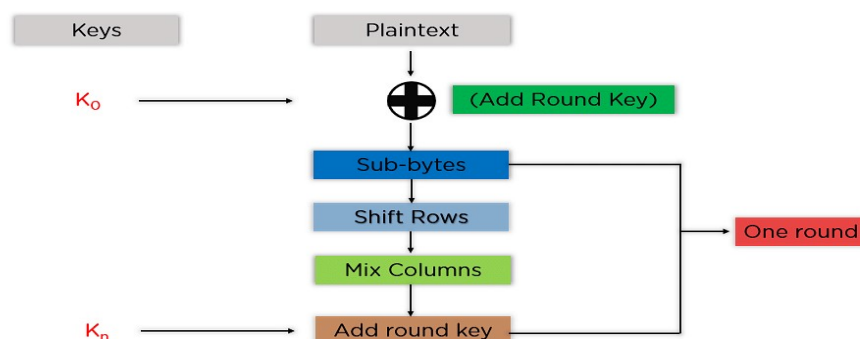 Keys
Plaintext
K₀
(Add Round Key)
Sub-bytes
Shift Rows
One round
Mix Columns
Kₙ
Add round key